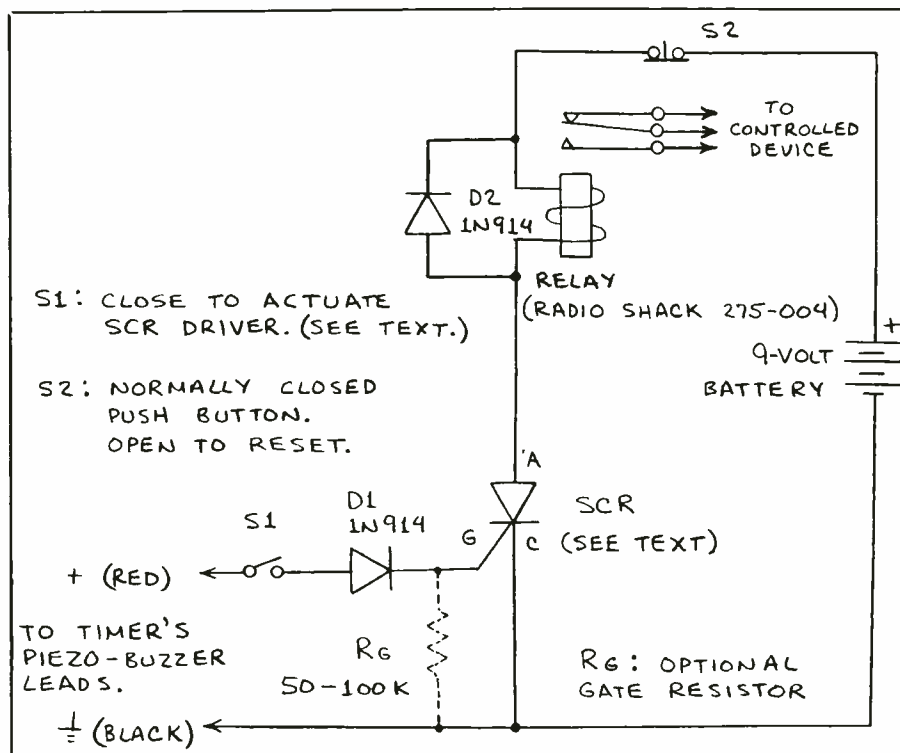 S2
TO
CONTROLLED
DEVICE
D2
1N914
RELAY
(RADIO SHACK 275-004)
S1: CLOSE TO ACTUATE
SCR DRIVER. (SEE TEXT.)
+
9-VOLT
BATTERY
S2: NORMALLY CLOSED
PUSH BUTTON.
OPEN TO RESET.
A
SCR
D1
1N914
S1
G
C (SEE TEXT)
+ (RED)
TO TIMER'S
PIEZO-BUZZER
LEADS.
RG
50-100K
RG: OPTIONAL
GATE RESISTOR
(BLACK)